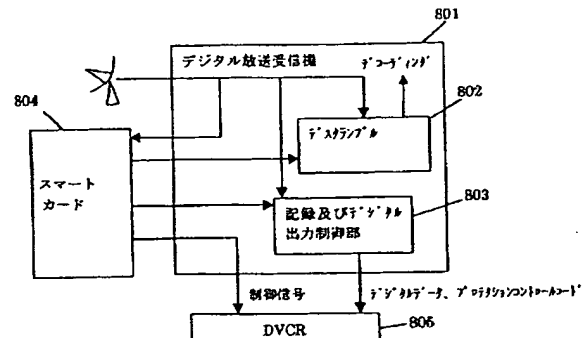 801
デジタル放送受信機
デコーディング
804
802
デスクランブル
スマート
カード
803
記録及びデジタル
出力制御部
制御信号
デジタルデータ、プロテクションコントロールコード
DVCR
805